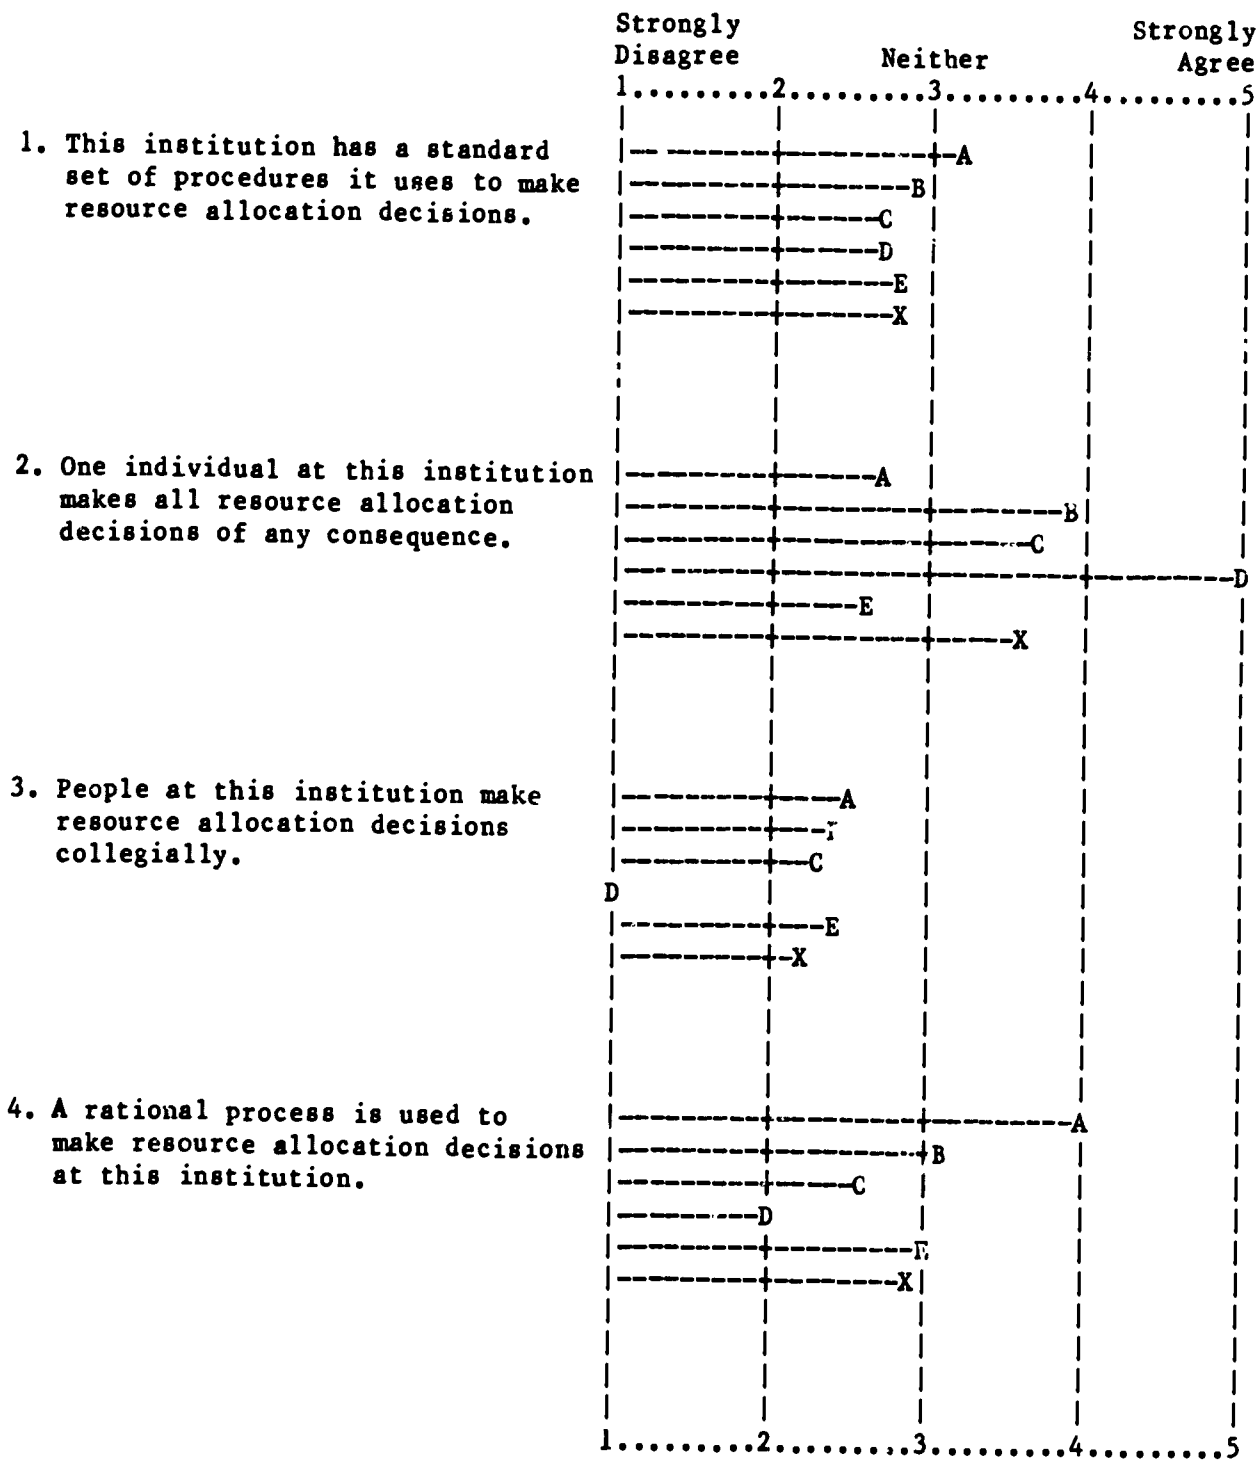 Strongly Disagree Neither Strongly Agree
1.........2.........3.........4.........5
1. This institution has a standard
set of procedures it uses to make
resource allocation decisions.
A
B
C
D
E
X
2. One individual at this institution
makes all resource allocation
decisions of any consequence.
A
B
C
D
E
X
3. People at this institution make
resource allocation decisions
collegially.
A
C
D
E
X
4. A rational process is used to
make resource allocation decisions
at this institution.
A
B
C
D
E
X
1.........2.........3.........4.........5